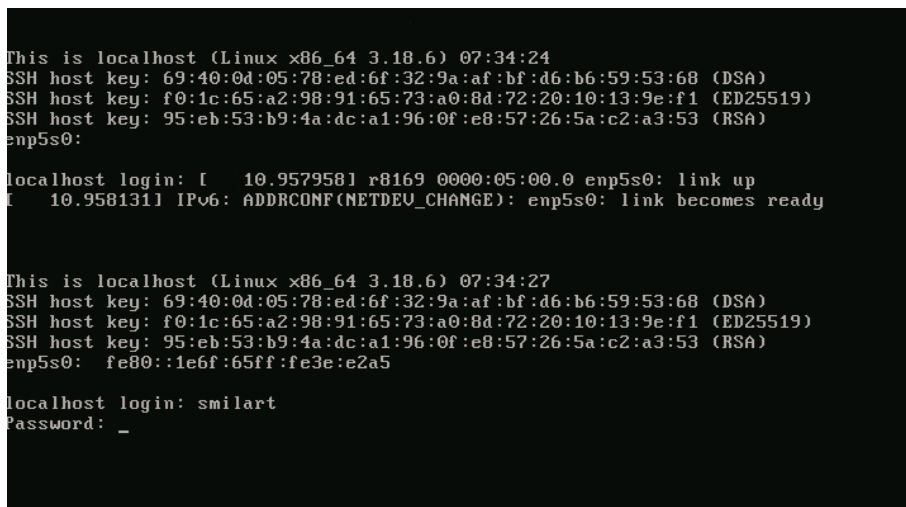 This is localhost (Linux x86_64 3.18.6) 07:34:24
SSH host key: 69:40:0d:05:78:ed:6f:32:9a:af:bf:d6:b6:59:53:68 (DSA)
SSH host key: f0:1c:65:a2:98:91:65:73:a0:8d:72:20:10:13:9e:f1 (ED25519)
SSH host key: 95:eb:53:b9:4a:dc:a1:96:0f:e8:57:26:5a:c2:a3:53 (RSA)
enp5s0:
localhost login: [   10.957958] r8169 0000:05:00.0 enp5s0: link up
[   10.958131] IPv6: ADDRCONF(NETDEV_CHANGE): enp5s0: link becomes ready
This is localhost (Linux x86_64 3.18.6) 07:34:27
SSH host key: 69:40:0d:05:78:ed:6f:32:9a:af:bf:d6:b6:59:53:68 (DSA)
SSH host key: f0:1c:65:a2:98:91:65:73:a0:8d:72:20:10:13:9e:f1 (ED25519)
SSH host key: 95:eb:53:b9:4a:dc:a1:96:0f:e8:57:26:5a:c2:a3:53 (RSA)
enp5s0:  fe80::1e6f:65ff:fe3e:e2a5
localhost login: smilart
Password: _